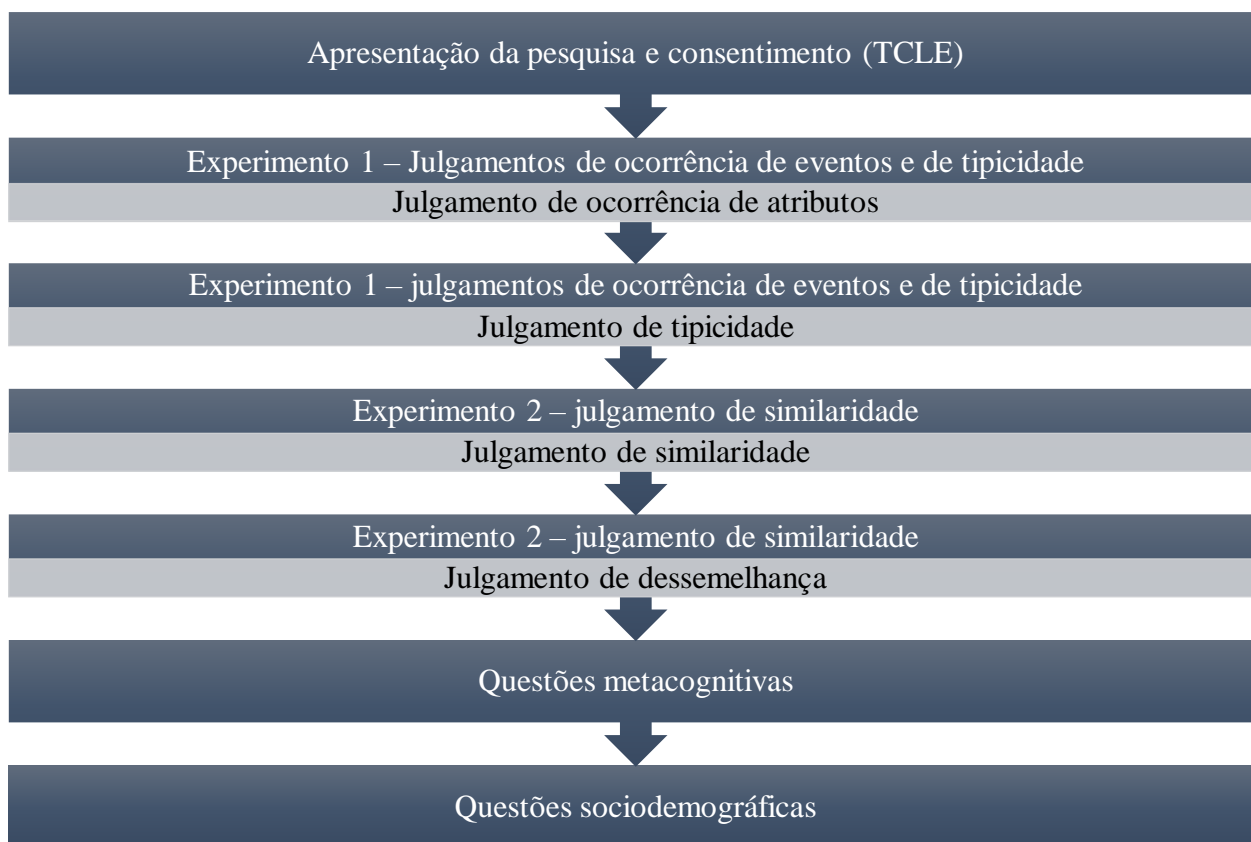 Apresentação da pesquisa e consentimento (TCLE)
Experimento 1 – Julgamentos de ocorrência de eventos e de tipicidade
Julgamento de ocorrência de atributos
Experimento 1 – julgamentos de ocorrência de eventos e de tipicidade
Julgamento de tipicidade
Experimento 2 – julgamento de similaridade
Julgamento de similaridade
Experimento 2 – julgamento de similaridade
Julgamento de dessemelhança
Questões metacognitivas
Questões sociodemográficas